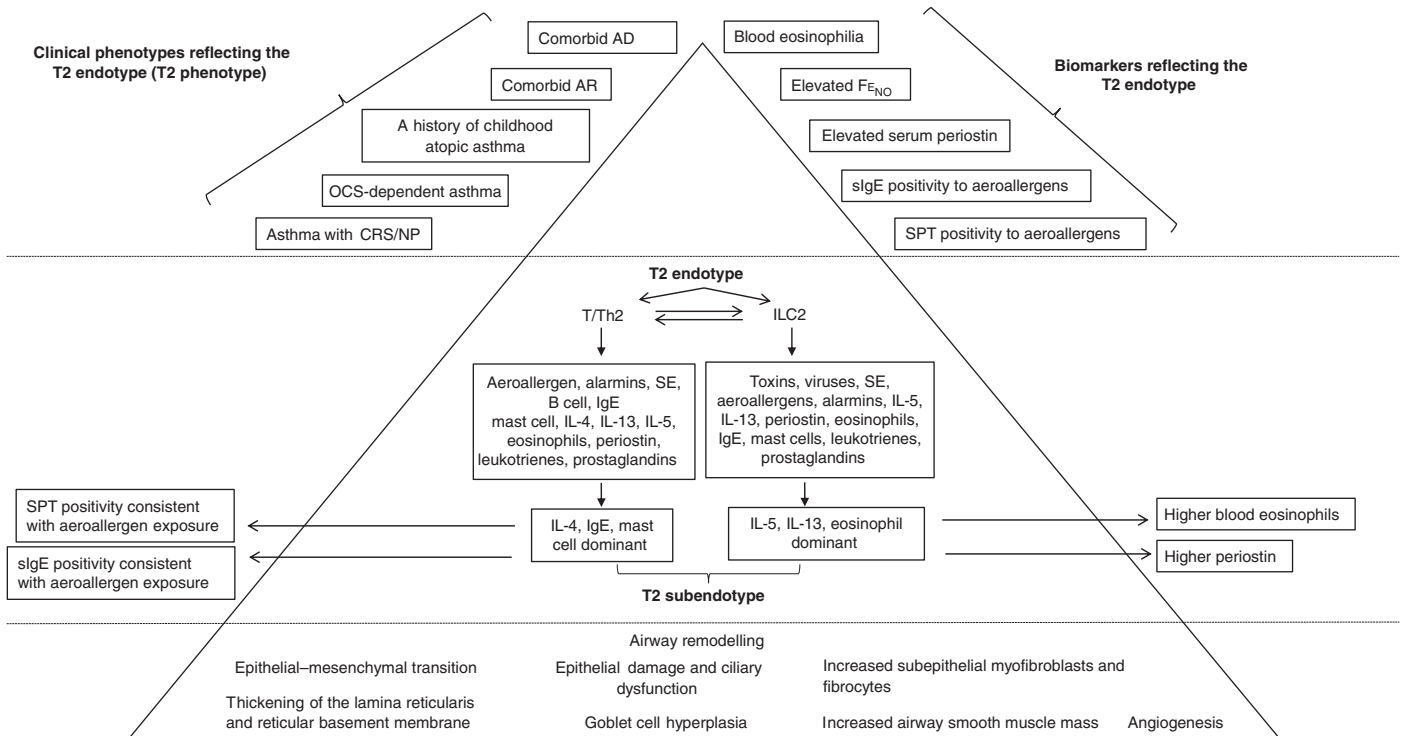 Clinical phenotypes reflecting the
T2 endotype (T2 phenotype)
Comorbid AD
Comorbid AR
A history of childhood
atopic asthma
OCS-dependent asthma
Asthma with CRS/NP
Blood eosinophilia
Elevated FENO
Elevated serum periostin
sIgE positivity to aeroallergens
SPT positivity to aeroallergens
Biomarkers reflecting the
T2 endotype
T2 endotype
T/Th2
ILC2
Aeroallergen, alarmins, SE,
B cell, IgE
mast cell, IL-4, IL-13, IL-5,
eosinophils, periostin,
leukotrienes, prostaglandins
Toxins, viruses, SE,
aeroallergens, alarmins, IL-5,
IL-13, periostin, eosinophils,
IgE, mast cells, leukotrienes,
prostaglandins
SPT positivity consistent
with aeroallergen exposure
sIgE positivity consistent
with aeroallergen exposure
IL-4, IgE, mast
cell dominant
IL-5, IL-13, eosinophil
dominant
Higher blood eosinophils
Higher periostin
T2 subendotype
Airway remodelling
Epithelial–mesenchymal transition
Thickening of the lamina reticularis
and reticular basement membrane
Epithelial damage and ciliary
dysfunction
Goblet cell hyperplasia
Increased subepithelial myofibroblasts and
fibrocytes
Increased airway smooth muscle mass
Angiogenesis